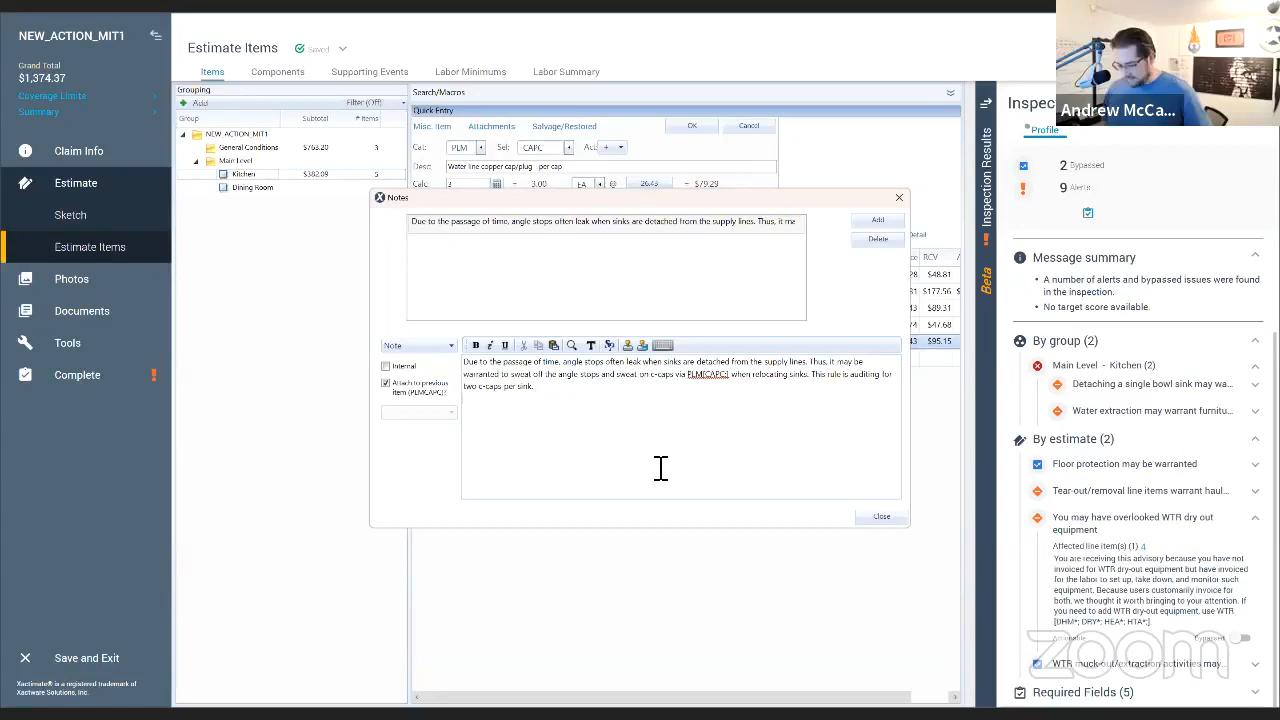 NEW_ACTION_MIT1
Grand Total
$1,374.37
Coverage Limits
Summary
Claim Info
Estimate
Sketch
Estimate Items
Photos
Documents
Tools
Complete
Save and Exit
Xactimate® is a registered trademark of
Xactware Solutions, Inc.
Estimate Items
Saved
Items
Components
Supporting Events
Labor Minimums
Labor Summary
Grouping
Add
Filter (Off)
Group
Subtotal
# Items
NEW_ACTION_MIT1
General Conditions
3
Main Level
Kitchen
$382.09
5
Dining Room
Search/Macros
Quick Entry
Misc. Item
Attachments
Salvage/Restored
OK
Cancel
Cat:
PLM
Sel:
CAPC
Act:
+
Desc:
Water line copper cap/plug - per cap
Calc
3
=
3.00
EA
@
26.43
= $79.29
Notes
Due to the passage of time, angle stops often leak when sinks are detached from the supply lines. Thus, it ma
Add
Delete
Detail
RCV
$48.81
$177.56
$89.31
$47.68
$95.15
Note
Internal
Attach to previous
item (PLMCAPC)?
Due to the passage of time, angle stops often leak when sinks are detached from the supply lines. Thus, it may be
warranted to sweat off the angle stops and sweat on c-caps via PLM[CAPC;] when relocating sinks. This rule is auditing for
two c-caps per sink.
Close
Inspection Results
Beta
Andrew McCa...
Profile
2 Bypassed
9 Alerts
Message summary
• A number of alerts and bypassed issues were found
in the inspection.
• No target score available.
By group (2)
Main Level - Kitchen (2)
Detaching a single bowl sink may wa...
Water extraction may warrant furnitu...
By estimate (2)
Floor protection may be warranted
Tear-out/removal line items warrant haul...
You may have overlooked WTR dry out
equipment
Affected line item(s) (1) 4
You are receiving this advisory because you have not
invoiced for WTR dry-out equipment but have invoiced
for the labor to set up, take down, and monitor such
equipment. Because users customarily invoice for
both, we thought it worth bringing to your attention. If
you need to add WTR dry-out equipment, use WTR
[DHM*; DRY*; HEA*; HTA*;]
Actionable
Bypassed
WTR muck-out/extraction activities may...
Required Fields (5)
zoom